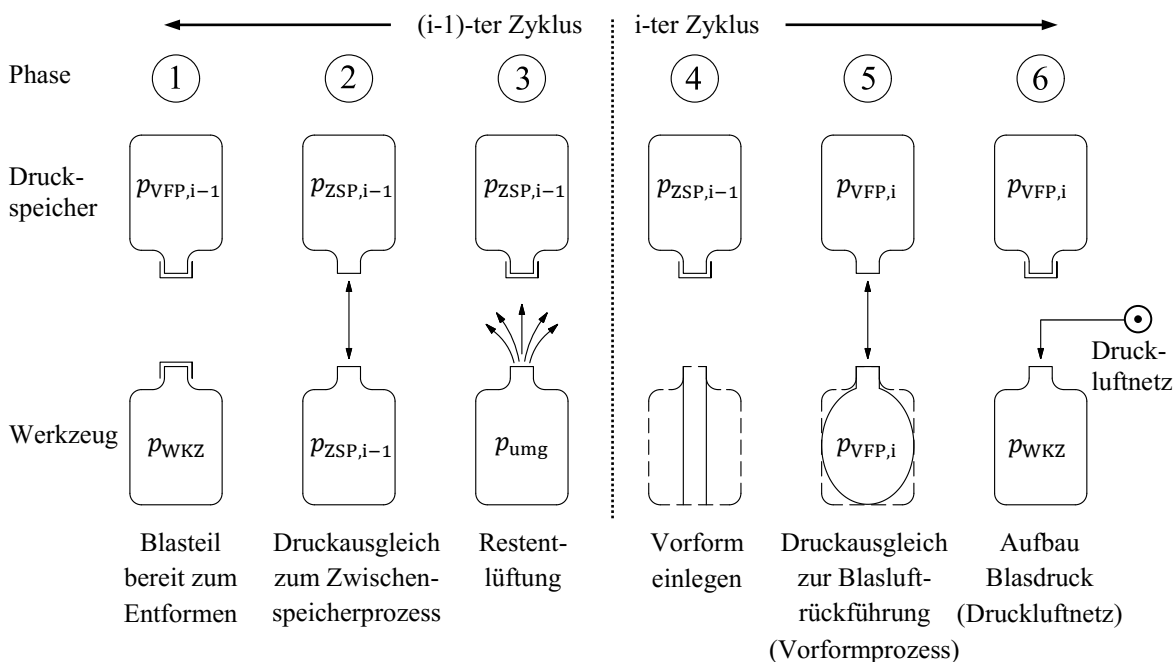 (i-1)-ter Zyklus i-ter Zyklus
Phase 1 2 3 4 5 6
Druck-
speicher
p_VFP,i−1 p_ZSP,i−1 p_ZSP,i−1 p_ZSP,i−1 p_VFP,i p_VFP,i
Druck-
luftnetz
Werkzeug p_WKZ p_ZSP,i−1 p_umg p_VFP,i p_WKZ
Blasteil
bereit zum
Entformen
Druckausgleich
zum Zwischen-
speicherprozess
Restent-
lüftung
Vorform
einlegen
Druckausgleich
zur Blasluft-
rückführung
(Vorformprozess)
Aufbau
Blasdruck
(Druckluftnetz)